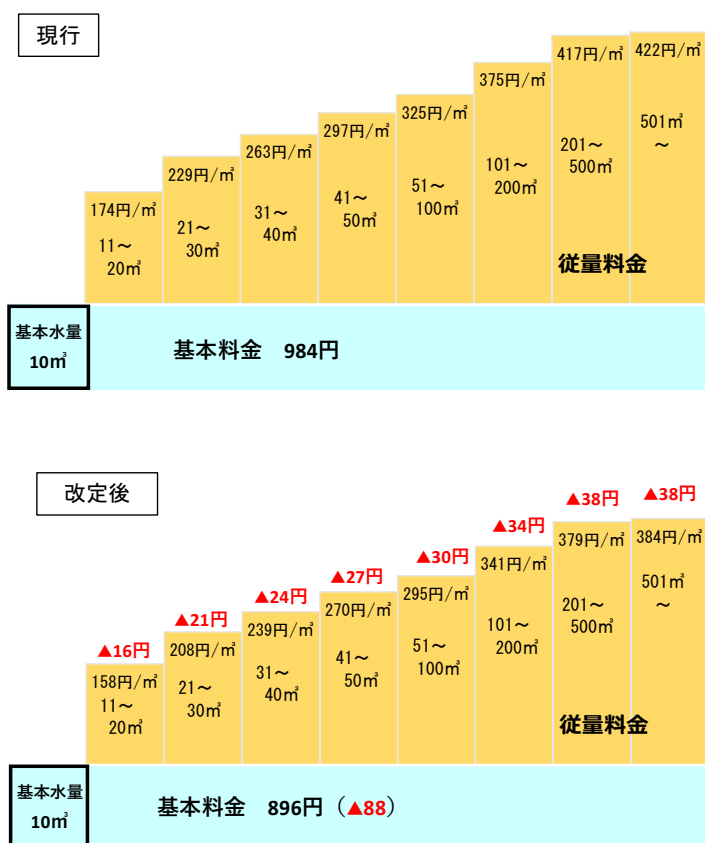 現行
174円/㎥
11～
20㎥
229円/㎥
21～
30㎥
263円/㎥
31～
40㎥
297円/㎥
41～
50㎥
325円/㎥
51～
100㎥
375円/㎥
101～
200㎥
417円/㎥
201～
500㎥
422円/㎥
501㎥
～
従量料金
基本水量
10㎥
基本料金　984円
改定後
▲16円
158円/㎥
11～
20㎥
▲21円
208円/㎥
21～
30㎥
▲24円
239円/㎥
31～
40㎥
▲27円
270円/㎥
41～
50㎥
▲30円
295円/㎥
51～
100㎥
▲34円
341円/㎥
101～
200㎥
▲38円
379円/㎥
201～
500㎥
▲38円
384円/㎥
501㎥
～
従量料金
基本水量
10㎥
基本料金　896円（▲88）